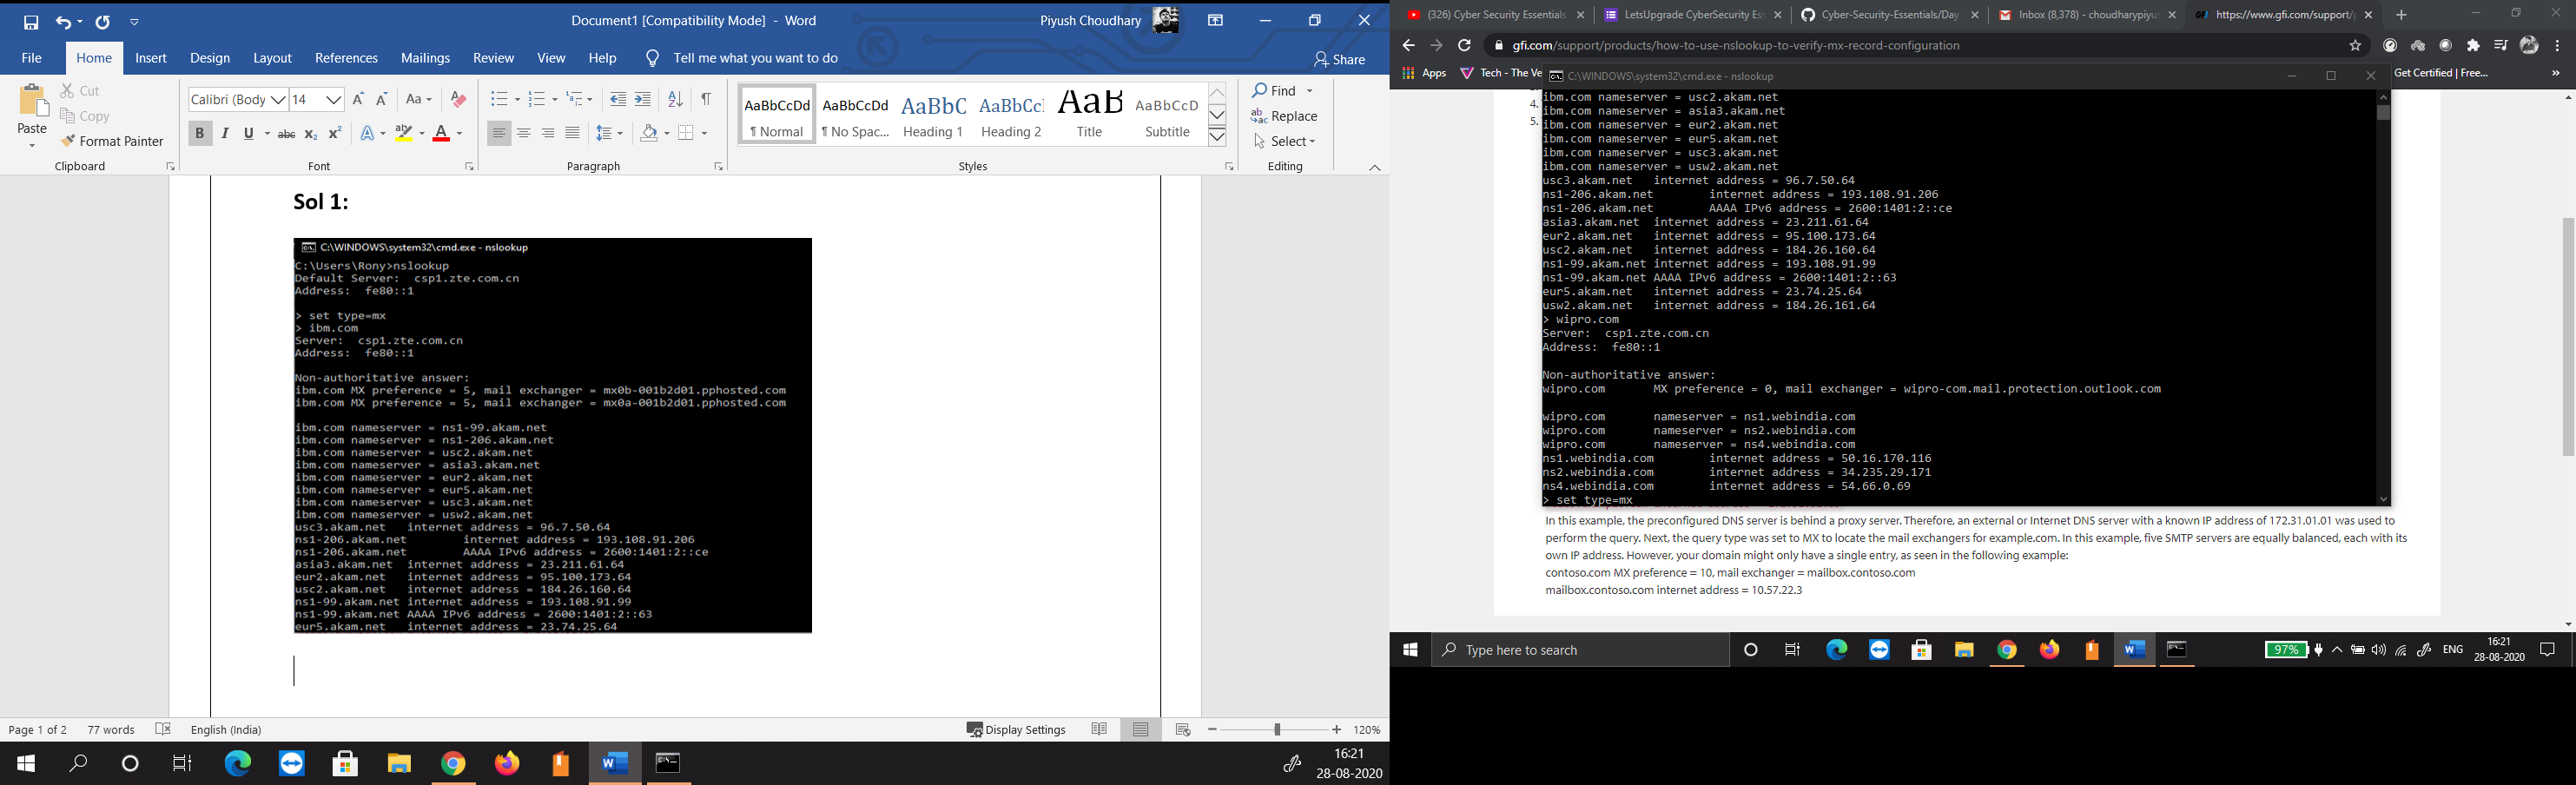 Document1 [Compatibility Mode] - Word
Piyush Choudhary
File Home Insert Design Layout References Mailings Review View Help Tell me what you want to do
Share
Paste
Cut
Copy
Format Painter
Clipboard
Calibri (Body 14
Font
Paragraph
AaBbCcDd AaBbCcDd AaBbC AaBbCc AaB AaBbCcD
¶ Normal ¶ No Spac... Heading 1 Heading 2 Title Subtitle
Styles
Find
Replace
Select
Editing
Sol 1:
C:\WINDOWS\system32\cmd.exe - nslookup
C:\Users\Rony>nslookup
Default Server: csp1.zte.com.cn
Address: fe80::1
> set type=mx
> ibm.com
Server: csp1.zte.com.cn
Address: fe80::1
Non-authoritative answer:
ibm.com MX preference = 5, mail exchanger = mx0b-001b2d01.pphosted.com
ibm.com MX preference = 5, mail exchanger = mx0a-001b2d01.pphosted.com
ibm.com nameserver = ns1-99.akam.net
ibm.com nameserver = ns1-206.akam.net
ibm.com nameserver = usc2.akam.net
ibm.com nameserver = asia3.akam.net
ibm.com nameserver = eur2.akam.net
ibm.com nameserver = eur5.akam.net
ibm.com nameserver = usc3.akam.net
ibm.com nameserver = usw2.akam.net
usc3.akam.net internet address = 96.7.50.64
ns1-206.akam.net internet address = 193.108.91.206
ns1-206.akam.net AAAA IPv6 address = 2600:1401:2::ce
asia3.akam.net internet address = 23.211.61.64
eur2.akam.net internet address = 95.100.173.64
usc2.akam.net internet address = 184.26.160.64
ns1-99.akam.net internet address = 193.108.91.99
ns1-99.akam.net AAAA IPv6 address = 2600:1401:2::63
eur5.akam.net internet address = 23.74.25.64
Page 1 of 2 77 words English (India)
Display Settings
120%
16:21
28-08-2020
(326) Cyber Security Essentials
LetsUpgrade CyberSecurity Ess
Cyber-Security-Essentials/Day
Inbox (8,378) - choudharypiyus
https://www.gfi.com/support/p
gfi.com/support/products/how-to-use-nslookup-to-verify-mx-record-configuration
Apps Tech - The Ve
Get Certified | Free...
C:\WINDOWS\system32\cmd.exe - nslookup
4.
5.
ibm.com nameserver = usc2.akam.net
ibm.com nameserver = asia3.akam.net
ibm.com nameserver = eur2.akam.net
ibm.com nameserver = eur5.akam.net
ibm.com nameserver = usc3.akam.net
ibm.com nameserver = usw2.akam.net
usc3.akam.net internet address = 96.7.50.64
ns1-206.akam.net internet address = 193.108.91.206
ns1-206.akam.net AAAA IPv6 address = 2600:1401:2::ce
asia3.akam.net internet address = 23.211.61.64
eur2.akam.net internet address = 95.100.173.64
usc2.akam.net internet address = 184.26.160.64
ns1-99.akam.net internet address = 193.108.91.99
ns1-99.akam.net AAAA IPv6 address = 2600:1401:2::63
eur5.akam.net internet address = 23.74.25.64
usw2.akam.net internet address = 184.26.161.64
> wipro.com
Server: csp1.zte.com.cn
Address: fe80::1
Non-authoritative answer:
wipro.com MX preference = 0, mail exchanger = wipro-com.mail.protection.outlook.com
wipro.com nameserver = ns1.webindia.com
wipro.com nameserver = ns2.webindia.com
wipro.com nameserver = ns4.webindia.com
ns1.webindia.com internet address = 50.16.170.116
ns2.webindia.com internet address = 34.235.29.171
ns4.webindia.com internet address = 54.66.0.69
> set type=mx
In this example, the preconfigured DNS server is behind a proxy server. Therefore, an external or Internet DNS server with a known IP address of 172.31.01.01 was used to
perform the query. Next, the query type was set to MX to locate the mail exchangers for example.com. In this example, five SMTP servers are equally balanced, each with its
own IP address. However, your domain might only have a single entry, as seen in the following example:
contoso.com MX preference = 10, mail exchanger = mailbox.contoso.com
mailbox.contoso.com internet address = 10.57.22.3
Type here to search
97%
ENG
16:21
28-08-2020